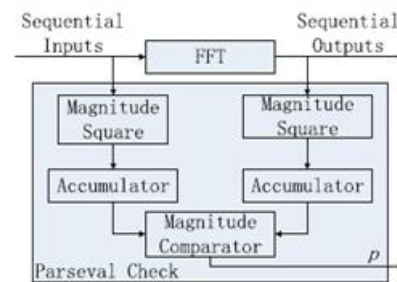 Sequential
Inputs
Sequential
Outputs
FFT
Magnitude
Square
Magnitude
Square
Accumulator
Accumulator
Magnitude
Comparator
p
Parseval Check